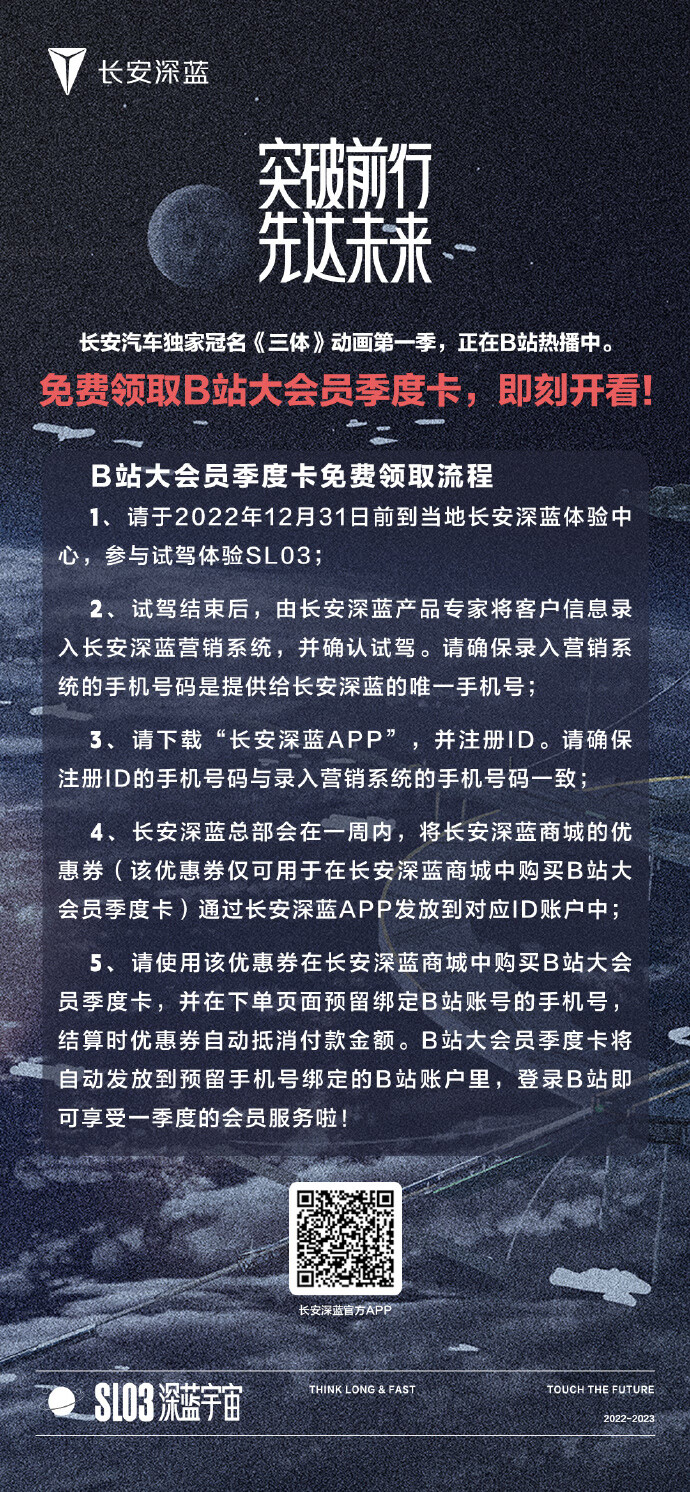 长安深蓝
突破前行
先达未来
长安汽车独家冠名《三体》动画第一季，正在B站热播中。
免费领取B站大会员季度卡，即刻开看！
B站大会员季度卡免费领取流程
1、请于2022年12月31日前到当地长安深蓝体验中
心，参与试驾体验SL03；
2、试驾结束后，由长安深蓝产品专家将客户信息录
入长安深蓝营销系统，并确认试驾。请确保录入营销系
统的手机号码是提供给长安深蓝的唯一手机号；
3、请下载“长安深蓝APP”，并注册ID。请确保
注册ID的手机号码与录入营销系统的手机号码一致；
4、长安深蓝总部会在一周内，将长安深蓝商城的优
惠券（该优惠券仅可用于在长安深蓝商城中购买B站大
会员季度卡）通过长安深蓝APP发放到对应ID账户中；
5、请使用该优惠券在长安深蓝商城中购买B站大会
员季度卡，并在下单页面预留绑定B站账号的手机号，
结算时优惠券自动抵消付款金额。B站大会员季度卡将
自动发放到预留手机号绑定的B站账户里，登录B站即
可享受一季度的会员服务啦！
长安深蓝官方APP
SL03深蓝宇宙
THINK LONG & FAST
TOUCH THE FUTURE
2022-2023